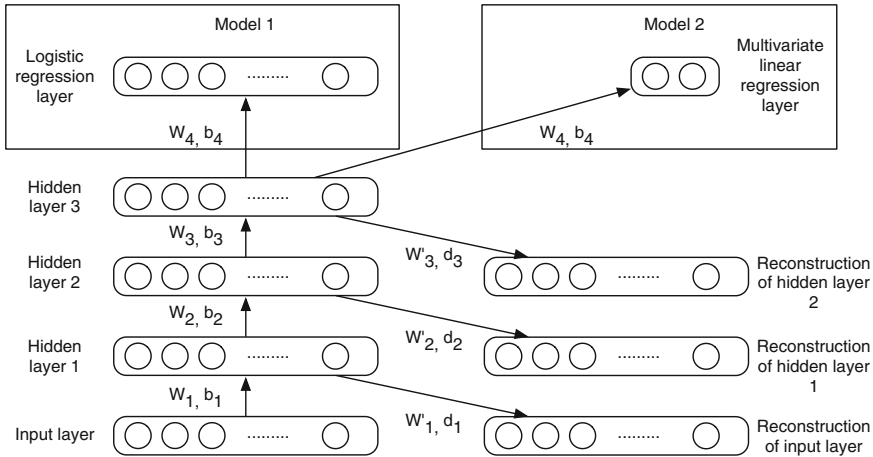 Model 1
Model 2
Logistic
regression
layer
.........
Multivariate
linear
regression
layer
W4, b4
W4, b4
Hidden
layer 3
.........
W3, b3
W'3, d3
Hidden
layer 2
.........
.........
Reconstruction
of hidden layer
2
W2, b2
W'2, d2
Hidden
layer 1
.........
.........
Reconstruction
of hidden layer
1
W1, b1
W'1, d1
Input layer
.........
.........
Reconstruction
of input layer